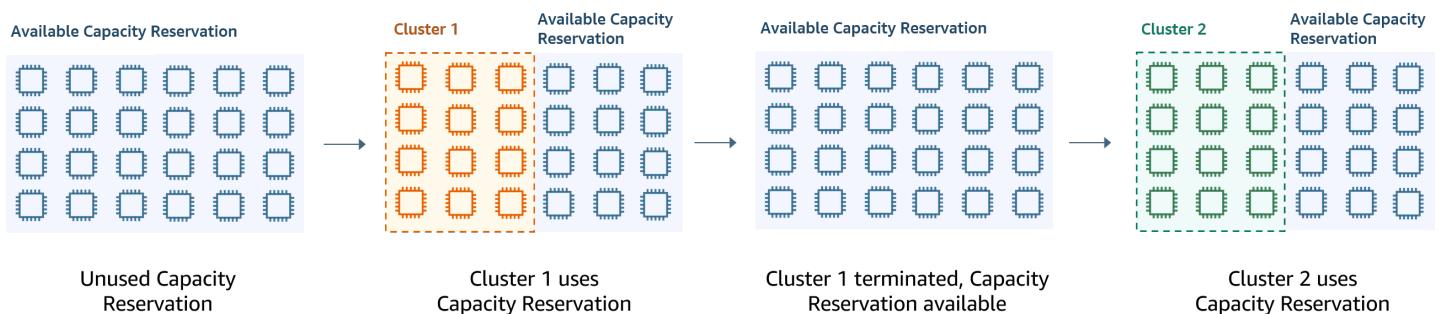 Available Capacity Reservation
Unused Capacity
Reservation
Cluster 1
Available Capacity
Reservation
Cluster 1 uses
Capacity Reservation
Available Capacity Reservation
Cluster 1 terminated, Capacity
Reservation available
Cluster 2
Available Capacity
Reservation
Cluster 2 uses
Capacity Reservation